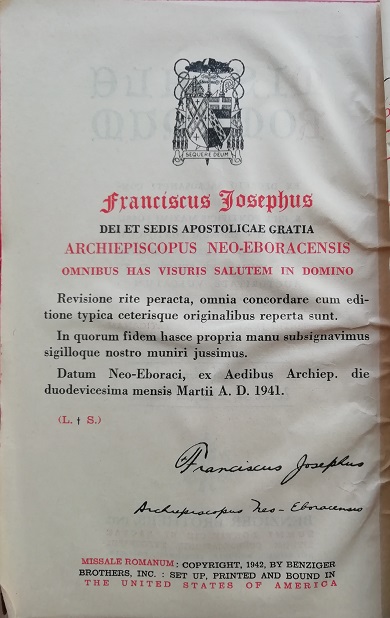 SEQUERE DEUM
Franciscus Josephus
DEI ET SEDIS APOSTOLICAE GRATIA
ARCHIEPISCOPUS NEO-EBORACENSIS
OMNIBUS HAS VISURIS SALUTEM IN DOMINO
Revisione rite peracta, omnia concordare cum edi-
tione typica ceterisque originalibus reperta sunt.
In quorum fidem hasce propria manu subsignavimus
sigilloque nostro muniri jussimus.
Datum Neo-Eboraci, ex Aedibus Archiep. die
duodevicesima mensis Martii A. D. 1941.
(L. † S.)
Franciscus Josephus
Archiepiscopus Neo-Eboracensis
MISSALE ROMANUM: COPYRIGHT, 1942, BY BENZIGER
BROTHERS, INC. : SET UP, PRINTED AND BOUND IN
THE UNITED STATES OF AMERICA